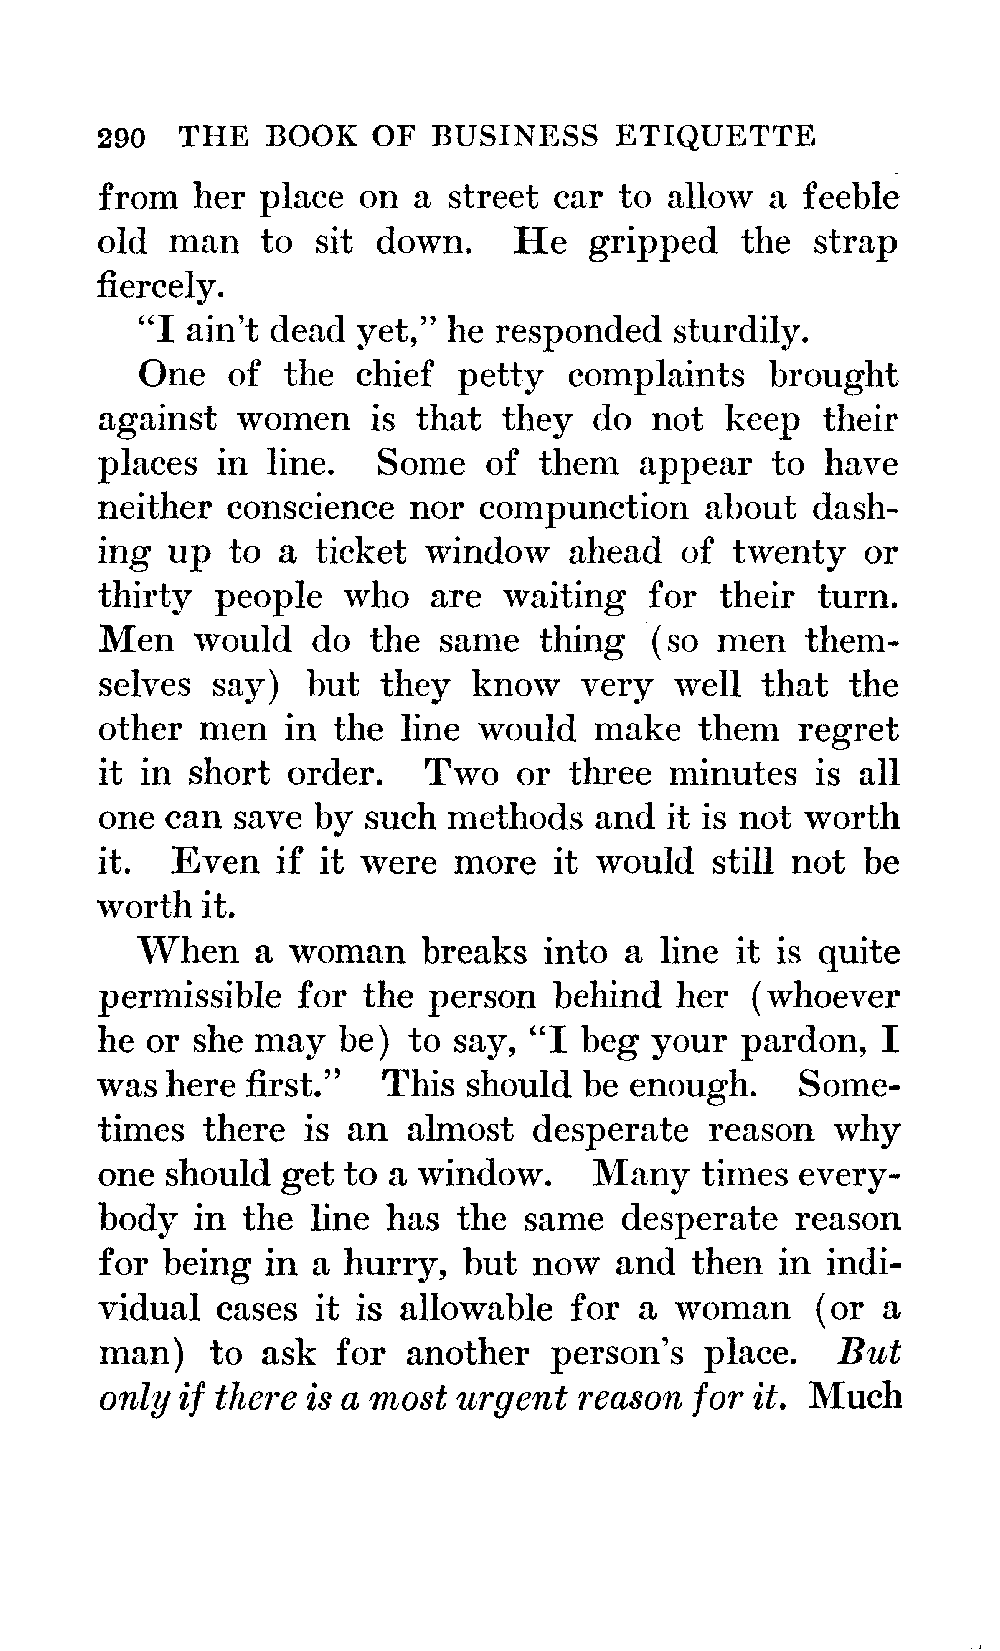 290 THE BOOK OF BUSINESS ETIQUETTE
from her place on a street car to allow a feeble
old man to sit down. He gripped the strap
fiercely.
“I ain’t dead yet,” he responded sturdily.
One of the chief petty complaints brought
against women is that they do not keep their
places in line. Some of them appear to have
neither conscience nor compunction about dash-
ing up to a ticket window ahead of twenty or
thirty people who are waiting for their turn.
Men would do the same thing (so men them-
selves say) but they know very well that the
other men in the line would make them regret
it in short order. Two or three minutes is all
one can save by such methods and it is not worth
it. Even if it were more it would still not be
worth it.
When a woman breaks into a line it is quite
permissible for the person behind her (whoever
he or she may be) to say, “I beg your pardon, I
was here first.” This should be enough. Some-
times there is an almost desperate reason why
one should get to a window. Many times every-
body in the line has the same desperate reason
for being in a hurry, but now and then in indi-
vidual cases it is allowable for a woman (or a
man) to ask for another person’s place. But
only if there is a most urgent reason for it. Much